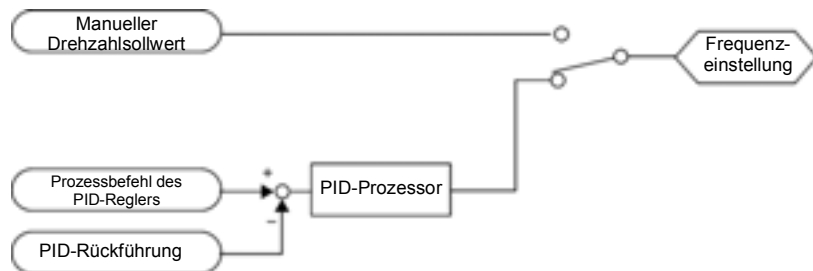 Manueller
Drehzahlsollwert
Frequenz-
einstellung
Prozessbefehl des
PID-Reglers
+
PID-Prozessor
−
PID-Rückführung